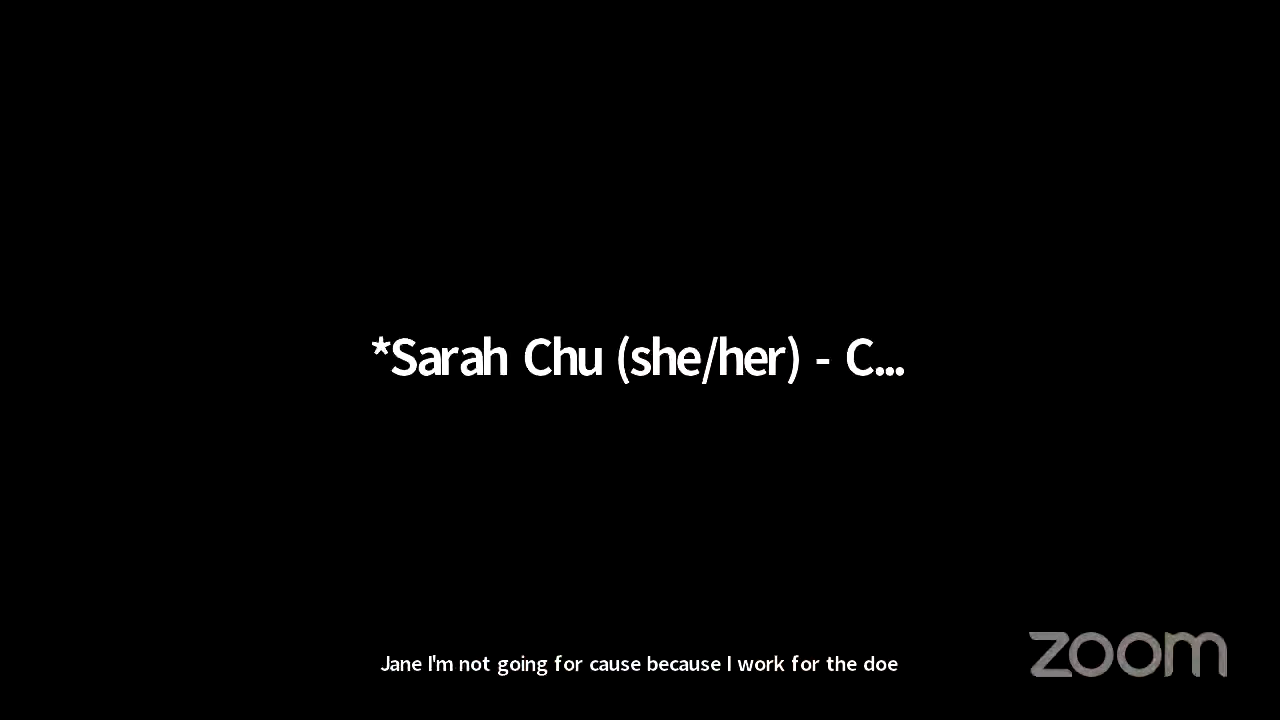 *Sarah Chu (she/her) - C...
Jane I'm not going for cause because I work for the doe
zoom